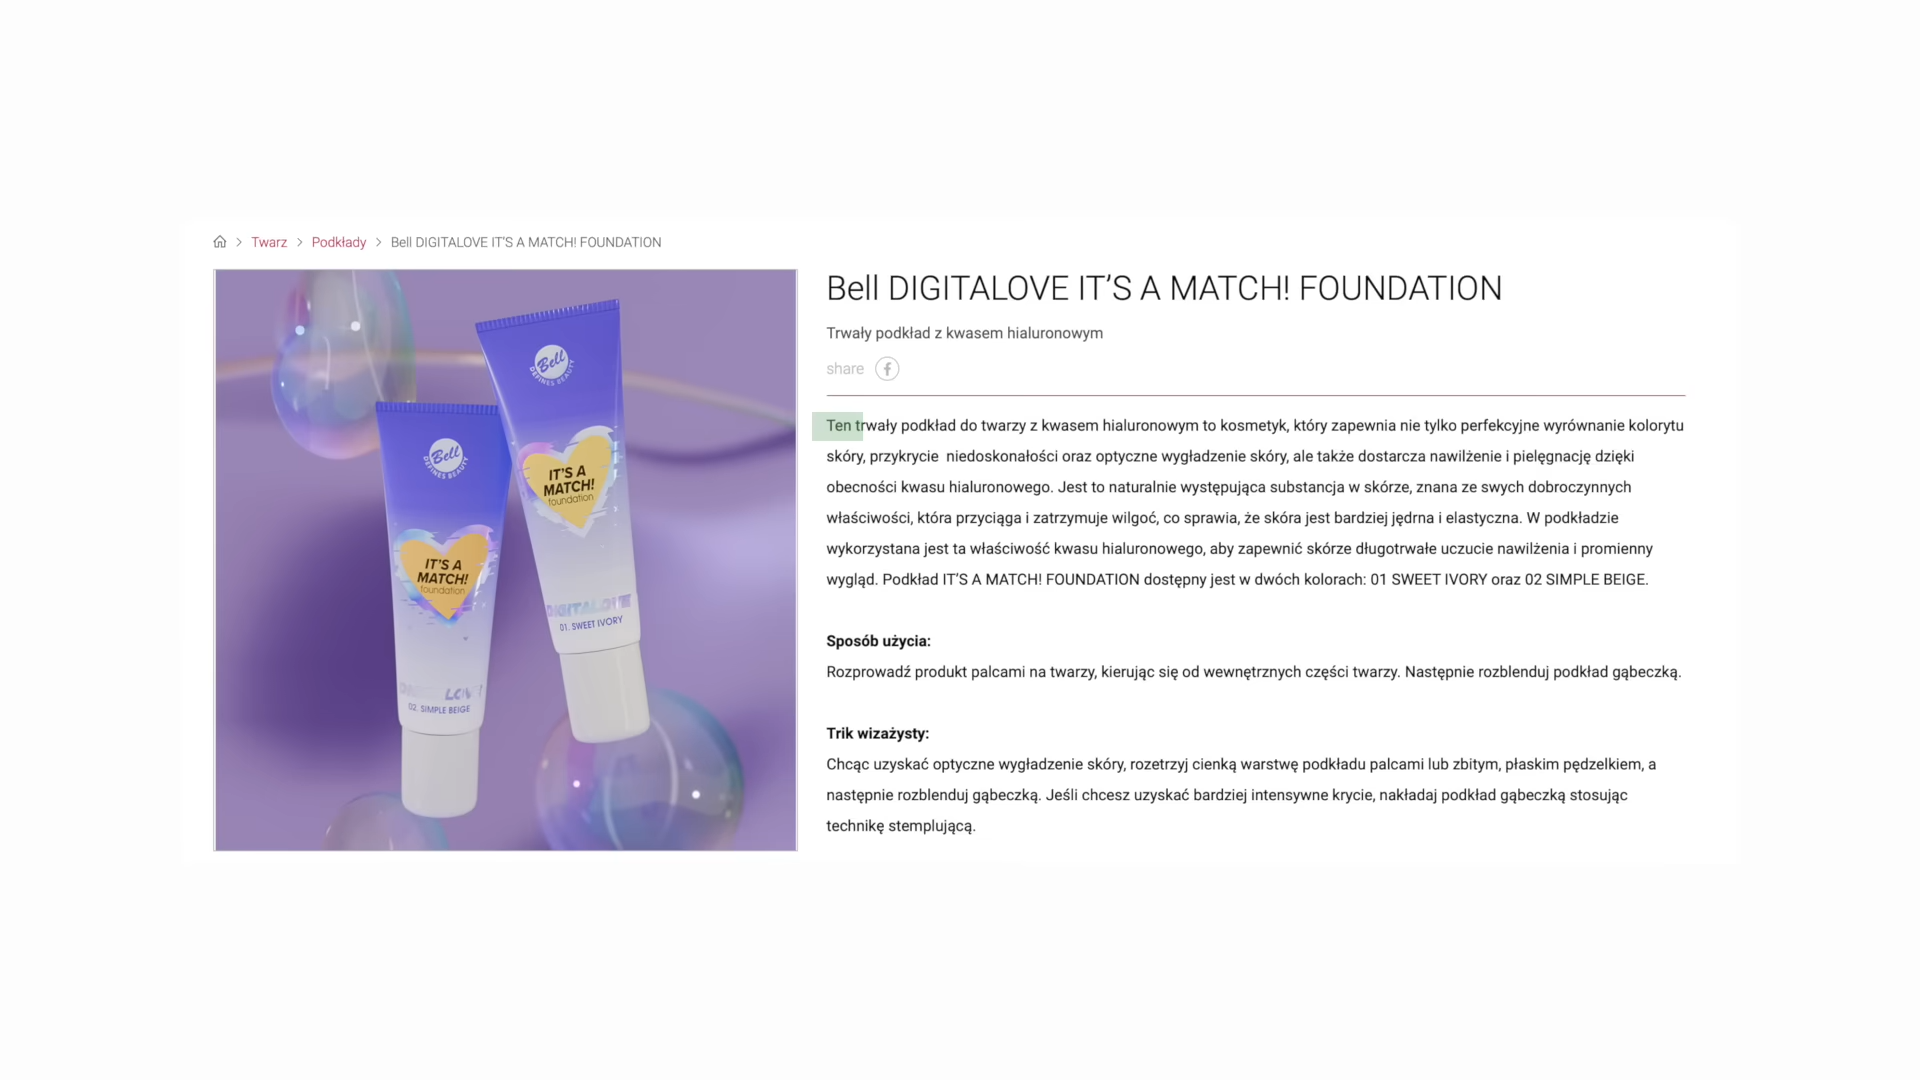 Twarz > Podkłady > Bell DIGITALOVE IT'S A MATCH! FOUNDATION
Bell
DEFINES BEAUTY
IT'S A
MATCH!
foundation
DIGITALOVE
01. SWEET IVORY
Bell
DEFINES BEAUTY
IT'S A
MATCH!
foundation
02. SIMPLE BEIGE
Bell DIGITALOVE IT’S A MATCH! FOUNDATION
Trwały podkład z kwasem hialuronowym
share
Ten trwały podkład do twarzy z kwasem hialuronowym to kosmetyk, który zapewnia nie tylko perfekcyjne wyrównanie kolorytu
skóry, przykrycie  niedoskonałości oraz optyczne wygładzenie skóry, ale także dostarcza nawilżenie i pielęgnację dzięki
obecności kwasu hialuronowego. Jest to naturalnie występująca substancja w skórze, znana ze swych dobroczynnych
właściwości, która przyciąga i zatrzymuje wilgoć, co sprawia, że skóra jest bardziej jędrna i elastyczna. W podkładzie
wykorzystana jest ta właściwość kwasu hialuronowego, aby zapewnić skórze długotrwałe uczucie nawilżenia i promienny
wygląd. Podkład IT’S A MATCH! FOUNDATION dostępny jest w dwóch kolorach: 01 SWEET IVORY oraz 02 SIMPLE BEIGE.
Sposób użycia:
Rozprowadź produkt palcami na twarzy, kierując się od wewnętrznych części twarzy. Następnie rozblenduj podkład gąbeczką.
Trik wizażysty:
Chcąc uzyskać optyczne wygładzenie skóry, rozetrzyj cienką warstwę podkładu palcami lub zbitym, płaskim pędzelkiem, a
następnie rozblenduj gąbeczką. Jeśli chcesz uzyskać bardziej intensywne krycie, nakładaj podkład gąbeczką stosując
technikę stemplującą.